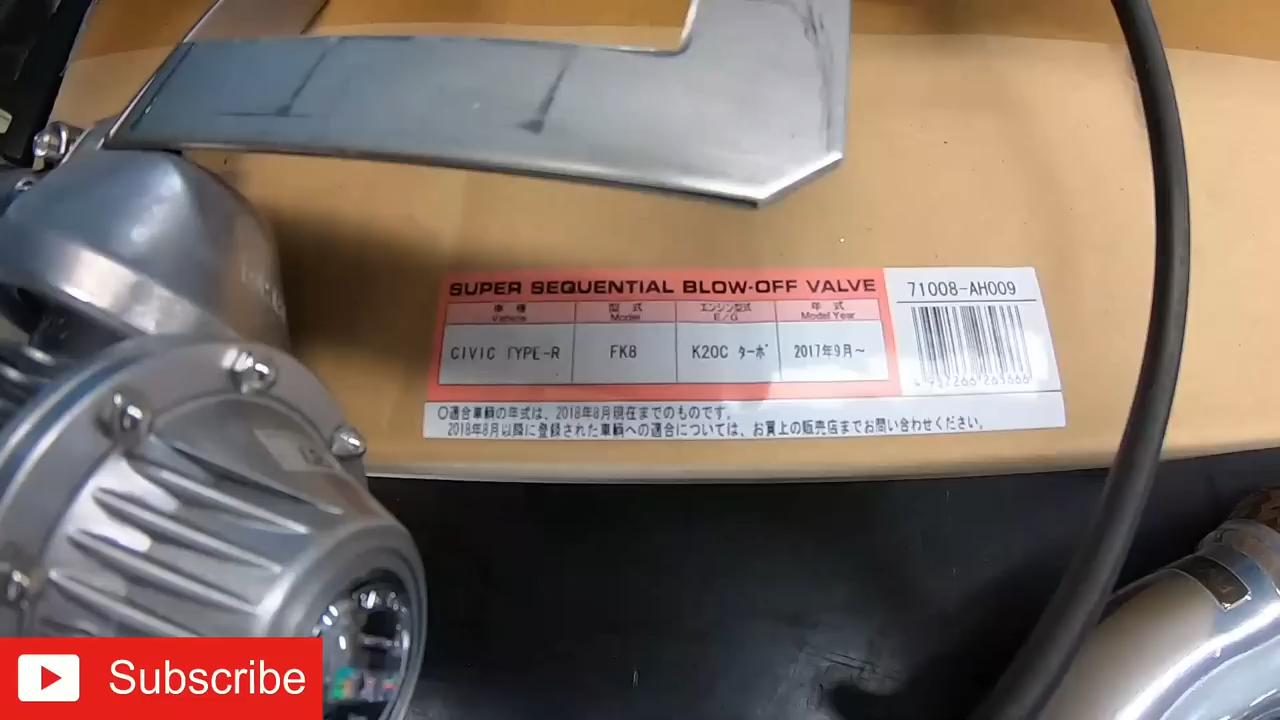 SUPER SEQUENTIAL BLOW-OFF VALVE
71008-AH009
車種 型式 エンジン型式 年式
Vehicle Model E/G Model Year
CIVIC TYPE-R FK8 K20C ターボ 2017年9月~
〇適合車輌の年式は、2018年8月現在までのものです。
2018年8月以降に登録された車輌への適合については、お買上の販売店までお問い合わせください。
Subscribe